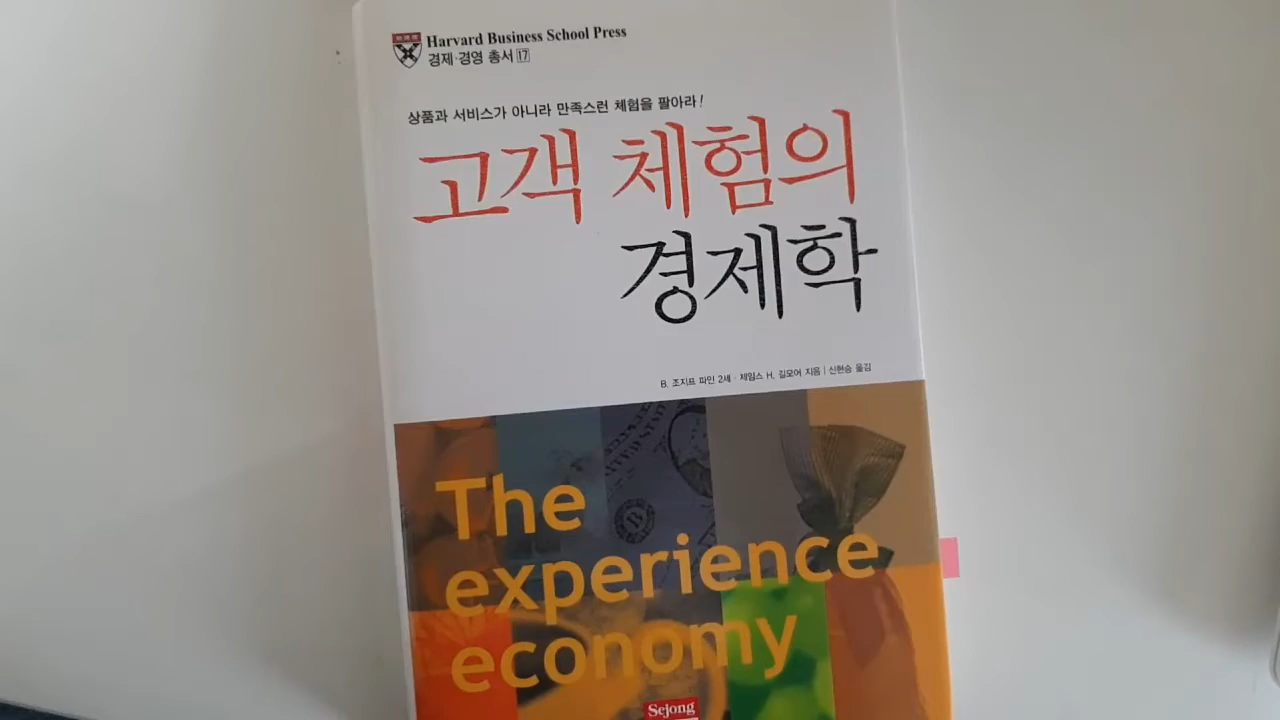 Harvard Business School Press
경제·경영 총서 17
상품과 서비스가 아니라 만족스런 체험을 팔아라!
고객 체험의
경제학
B. 조지프 파인 2세 · 제임스 H. 길모어 지음 | 신현승 옮김
The
experience
economy
Sejong